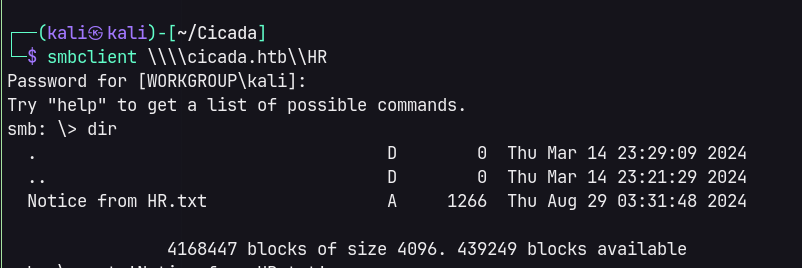 ┌──(kali㉿kali)-[~/Cicada]
└─$ smbclient \\\\cicada.htb\\HR
Password for [WORKGROUP\kali]:
Try "help" to get a list of possible commands.
smb: \> dir
  .                                   D        0  Thu Mar 14 23:29:09 2024
  ..                                  D        0  Thu Mar 14 23:21:29 2024
  Notice from HR.txt                  A     1266  Thu Aug 29 03:31:48 2024
                4168447 blocks of size 4096. 439249 blocks available